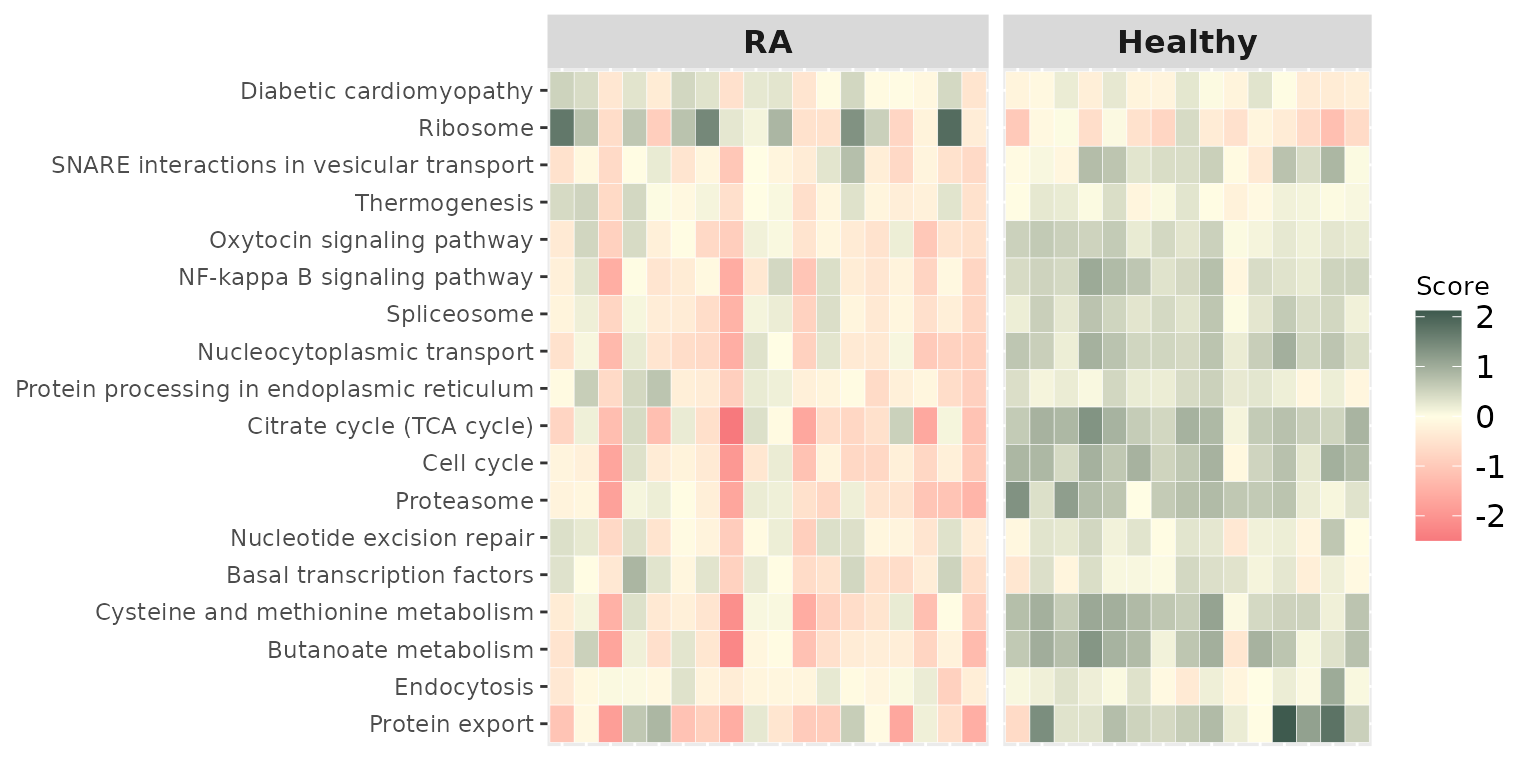 RA
Healthy
Diabetic cardiomyopathy
Ribosome
SNARE interactions in vesicular transport
Thermogenesis
Oxytocin signaling pathway
NF-kappa B signaling pathway
Spliceosome
Nucleocytoplasmic transport
Protein processing in endoplasmic reticulum
Citrate cycle (TCA cycle)
Cell cycle
Proteasome
Nucleotide excision repair
Basal transcription factors
Cysteine and methionine metabolism
Butanoate metabolism
Endocytosis
Protein export
Score
2
1
0
-1
-2